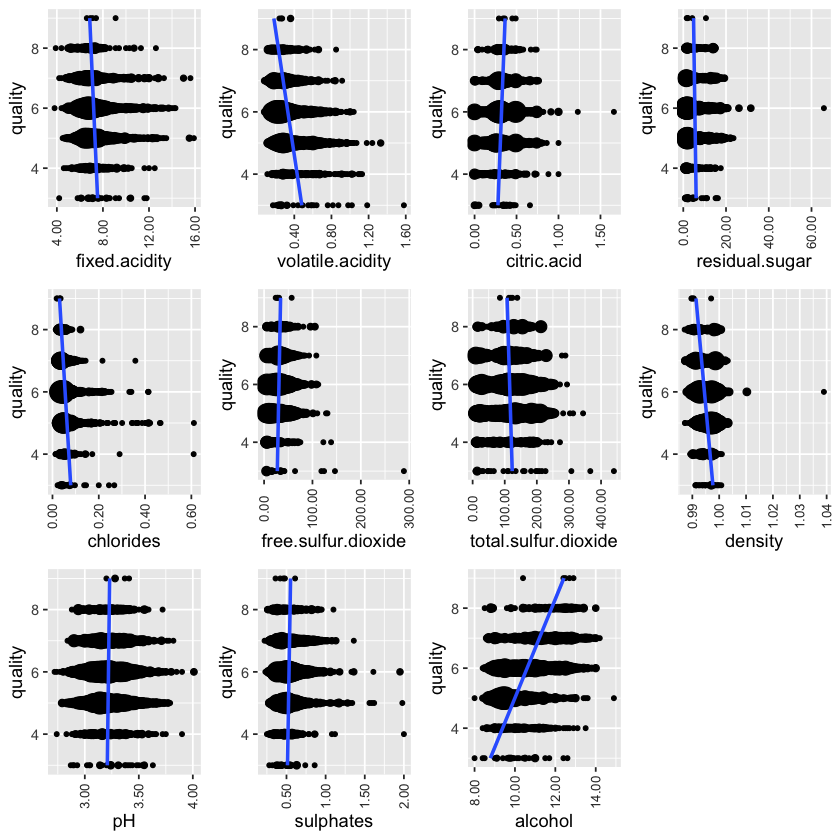 quality
8
6
4
4.00 8.00 12.00 16.00
fixed.acidity
quality
8
6
4
0.40 0.80 1.20 1.60
volatile.acidity
quality
8
6
4
0.00 0.50 1.00 1.50
citric.acid
quality
8
6
4
0.00 20.00 40.00 60.00
residual.sugar
quality
8
6
4
0.00 0.20 0.40 0.60
chlorides
quality
8
6
4
0.00 100.00 200.00 300.00
free.sulfur.dioxide
quality
8
6
4
0.00 100.00 200.00 300.00 400.00
total.sulfur.dioxide
quality
8
6
4
0.99 1.00 1.01 1.02 1.03 1.04
density
quality
8
6
4
3.00 3.50 4.00
pH
quality
8
6
4
0.50 1.00 1.50 2.00
sulphates
quality
8
6
4
8.00 10.00 12.00 14.00
alcohol